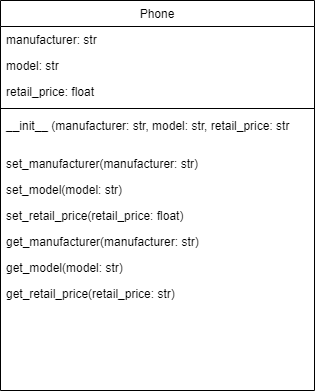 Phone
manufacturer: str
model: str
retail_price: float
__init__ (manufacturer: str, model: str, retail_price: str
set_manufacturer(manufacturer: str)
set_model(model: str)
set_retail_price(retail_price: float)
get_manufacturer(manufacturer: str)
get_model(model: str)
get_retail_price(retail_price: str)